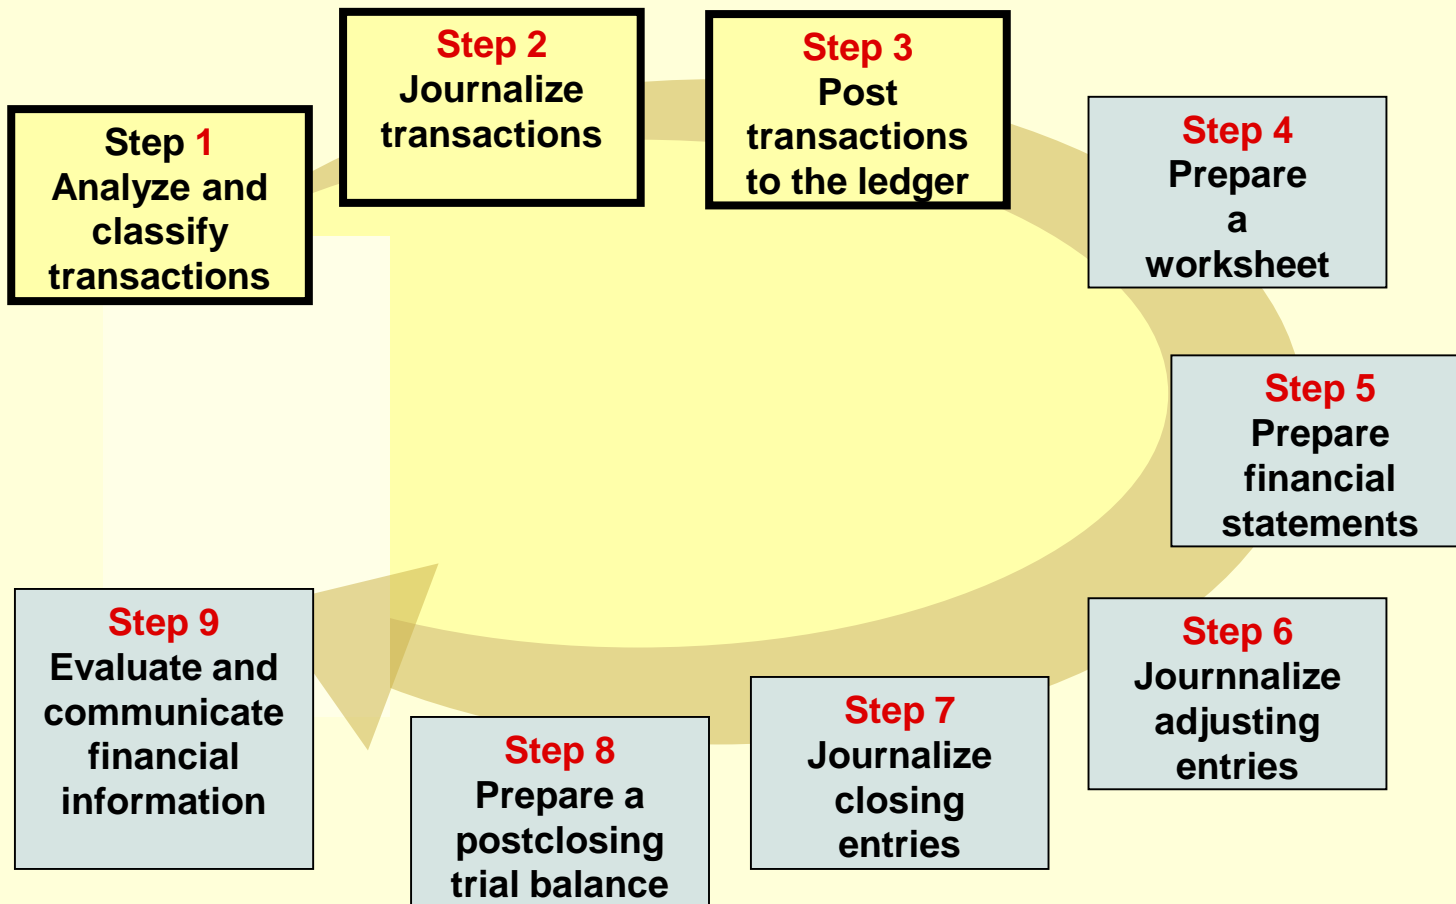 Step 1
Analyze and
classify
transactions
Step 2
Journalize
transactions
Step 3
Post
transactions
to the ledger
Step 4
Prepare
a
worksheet
Step 5
Prepare
financial
statements
Step 6
Journnalize
adjusting
entries
Step 7
Journalize
closing
entries
Step 8
Prepare a
postclosing
trial balance
Step 9
Evaluate and
communicate
financial
information